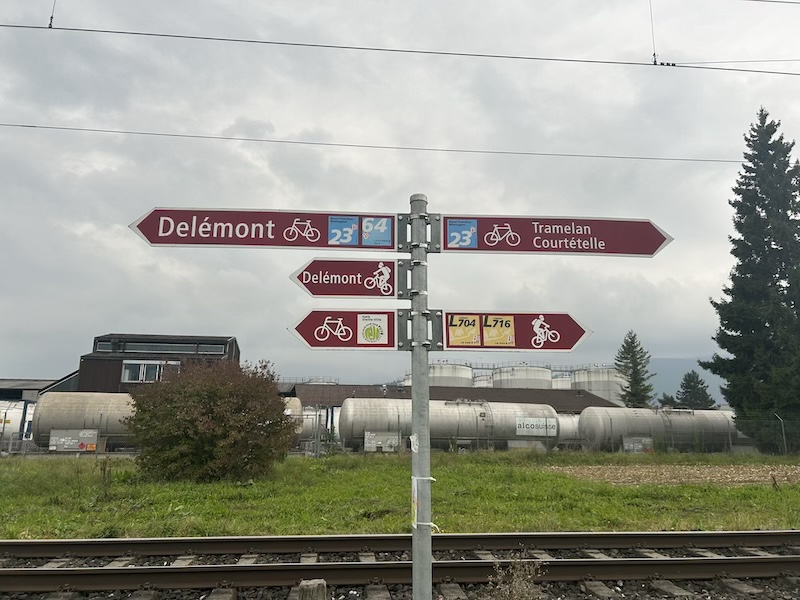 Delémont
23
64
23
Tramelan
Courtételle
Delémont
L704
L716
alcosuisse